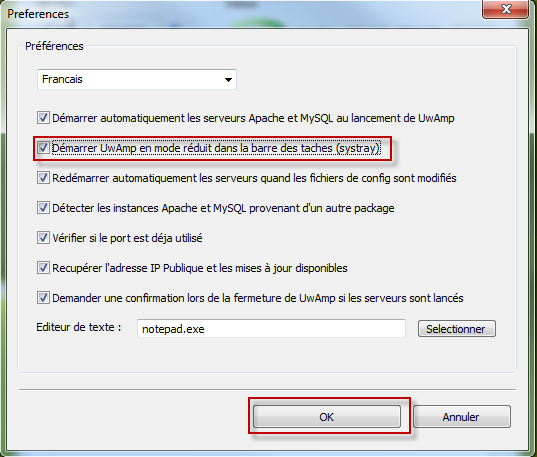 Preferences
Préférences
Francais
Démarrer automatiquement les serveurs Apache et MySQL au lancement de UwAmp
Démarrer UwAmp en mode réduit dans la barre des taches (systray)
Redémarrer automatiquement les serveurs quand les fichiers de config sont modifiés
Détecter les instances Apache et MySQL provenant d'un autre package
Vérifier si le port est deja utilisé
Recupérer l'adresse IP Publique et les mises à jour disponibles
Demander une confirmation lors de la fermeture de UwAmp si les serveurs sont lancés
Editeur de texte : notepad.exe Selectionner
OK Annuler